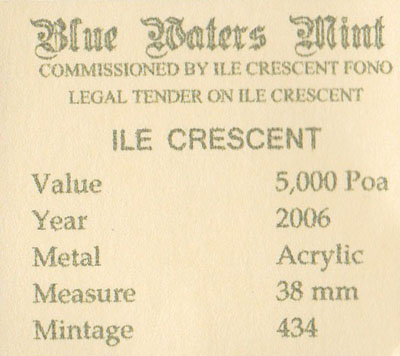 Blue Waters Mint
COMMISSIONED BY ILE CRESCENT FONO
LEGAL TENDER ON ILE CRESCENT
ILE CRESCENT
Value 5,000 Poa
Year 2006
Metal Acrylic
Measure 38 mm
Mintage 434